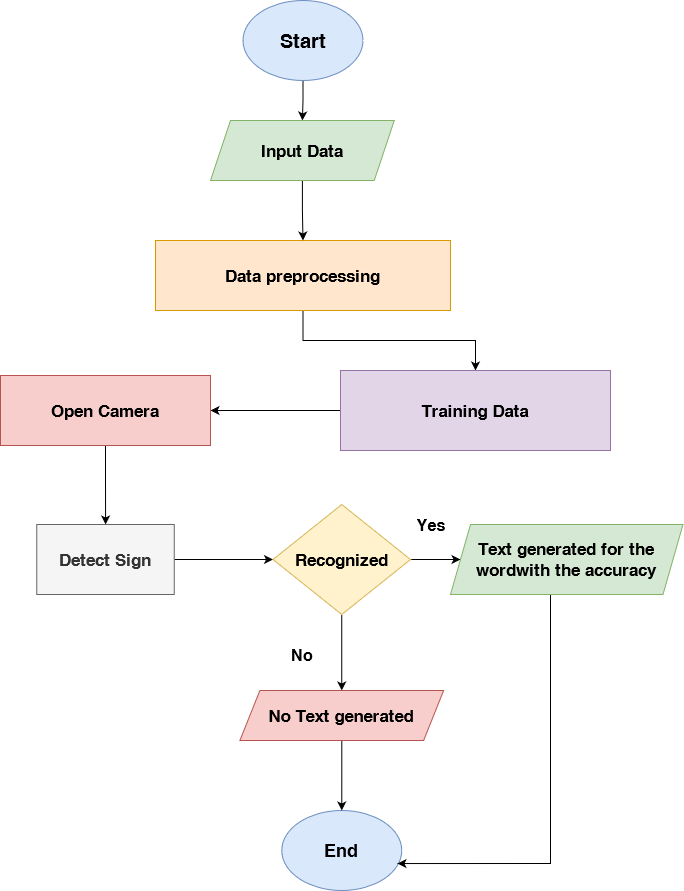 Start
Input Data
Data preprocessing
Training Data
Open Camera
Detect Sign
Recognized
Yes
Text generated for the
wordwith the accuracy
No
No Text generated
End